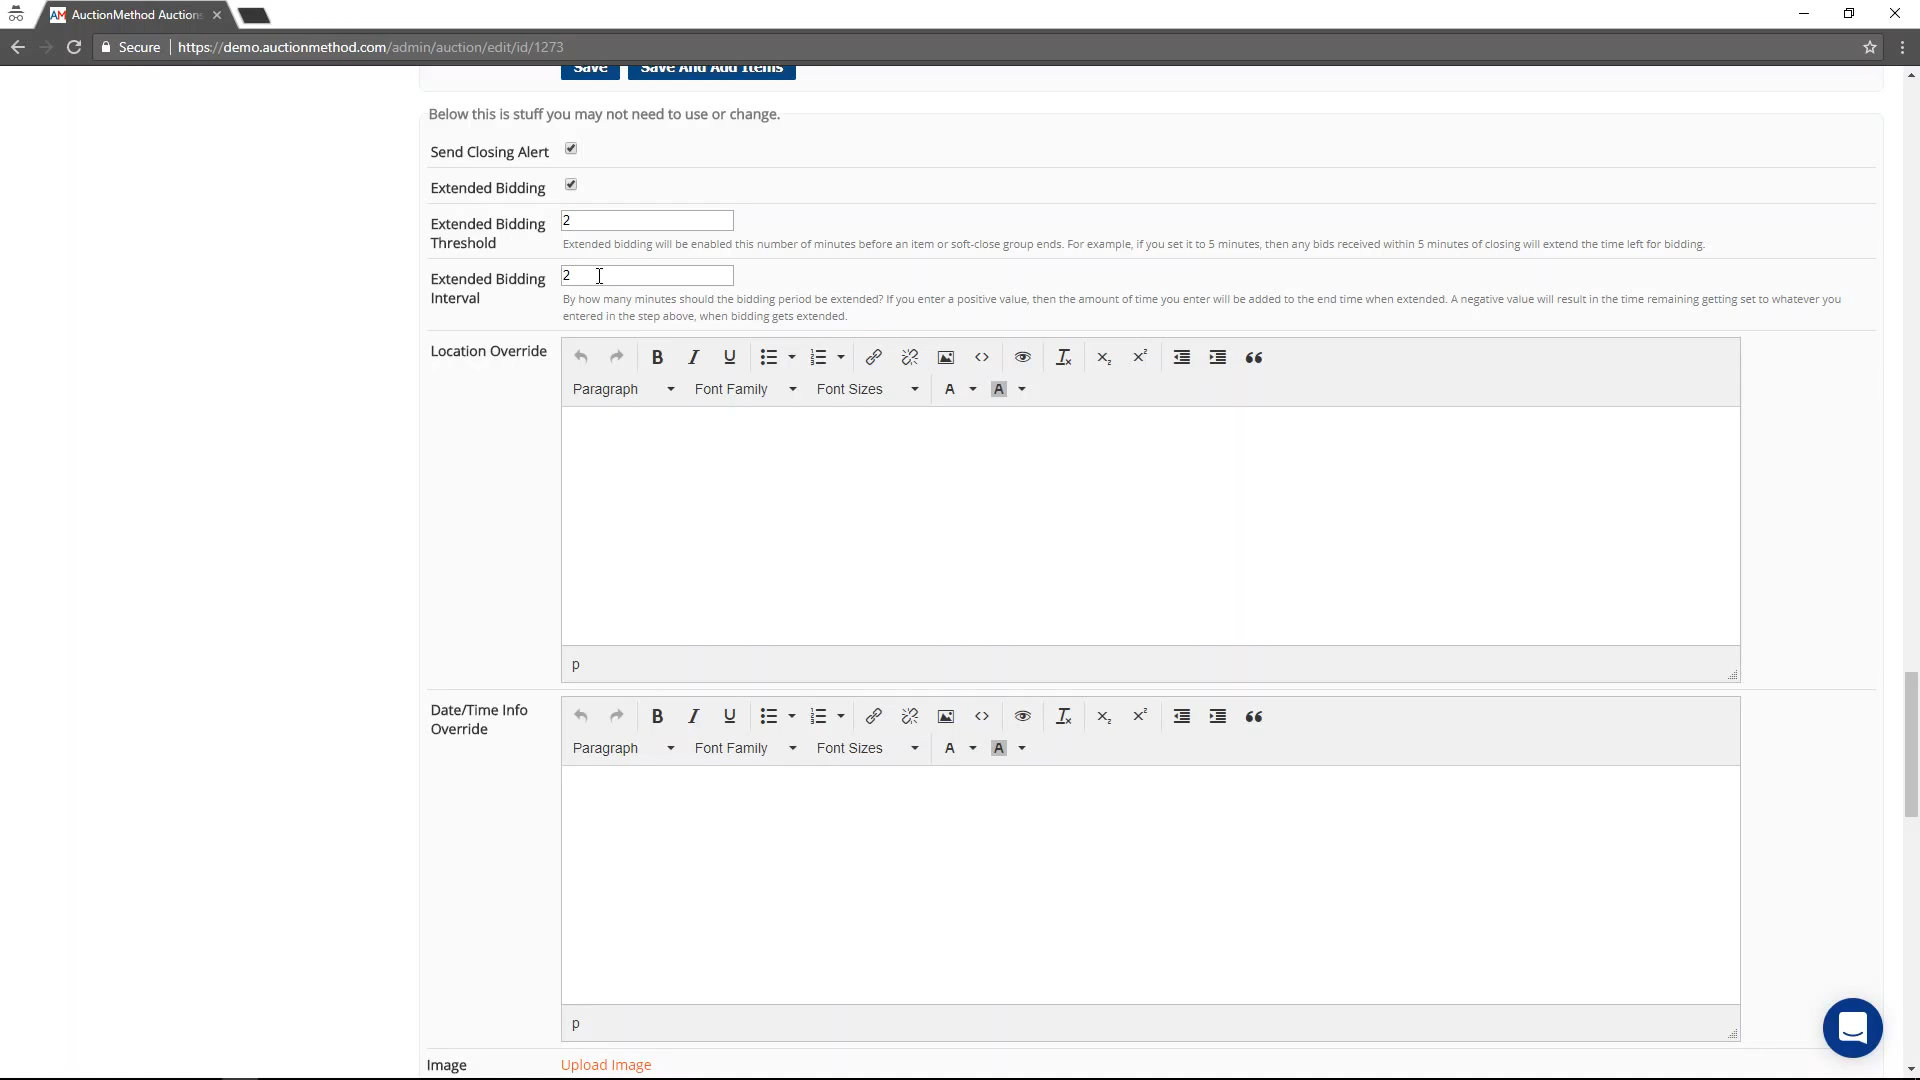 AM AuctionMethod Auction
Secure https://demo.auctionmethod.com/admin/auction/edit/id/1273
Save Save And Add Items
Below this is stuff you may not need to use or change.
Send Closing Alert
Extended Bidding
Extended Bidding
Threshold
2
Extended bidding will be enabled this number of minutes before an item or soft-close group ends. For example, if you set it to 5 minutes, then any bids received within 5 minutes of closing will extend the time left for bidding.
Extended Bidding
Interval
2
By how many minutes should the bidding period be extended? If you enter a positive value, then the amount of time you enter will be added to the end time when extended. A negative value will result in the time remaining getting set to whatever you
entered in the step above, when bidding gets extended.
Location Override
B I U
Paragraph Font Family Font Sizes A A
p
Date/Time Info
Override
B I U
Paragraph Font Family Font Sizes A A
p
Image Upload Image